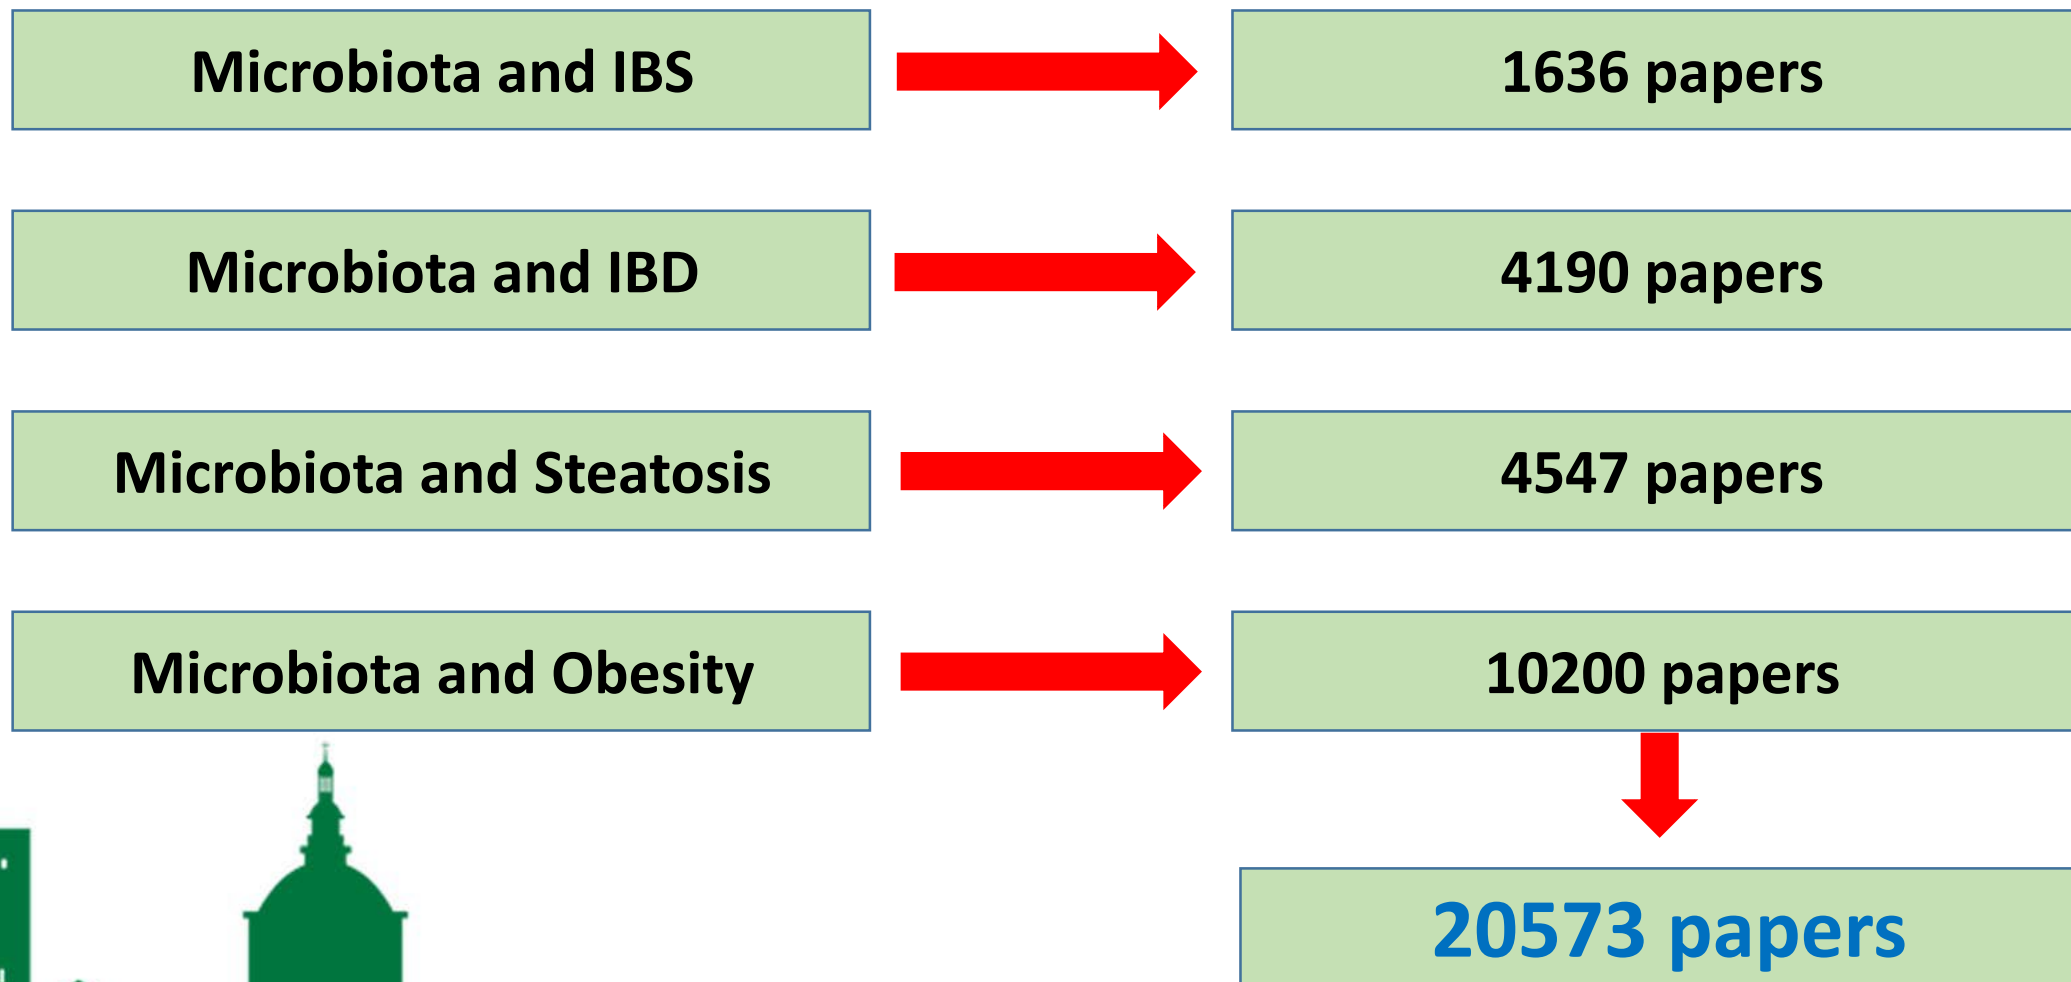 Microbiota and IBS
1636 papers
Microbiota and IBD
4190 papers
Microbiota and Steatosis
4547 papers
Microbiota and Obesity
10200 papers
20573 papers